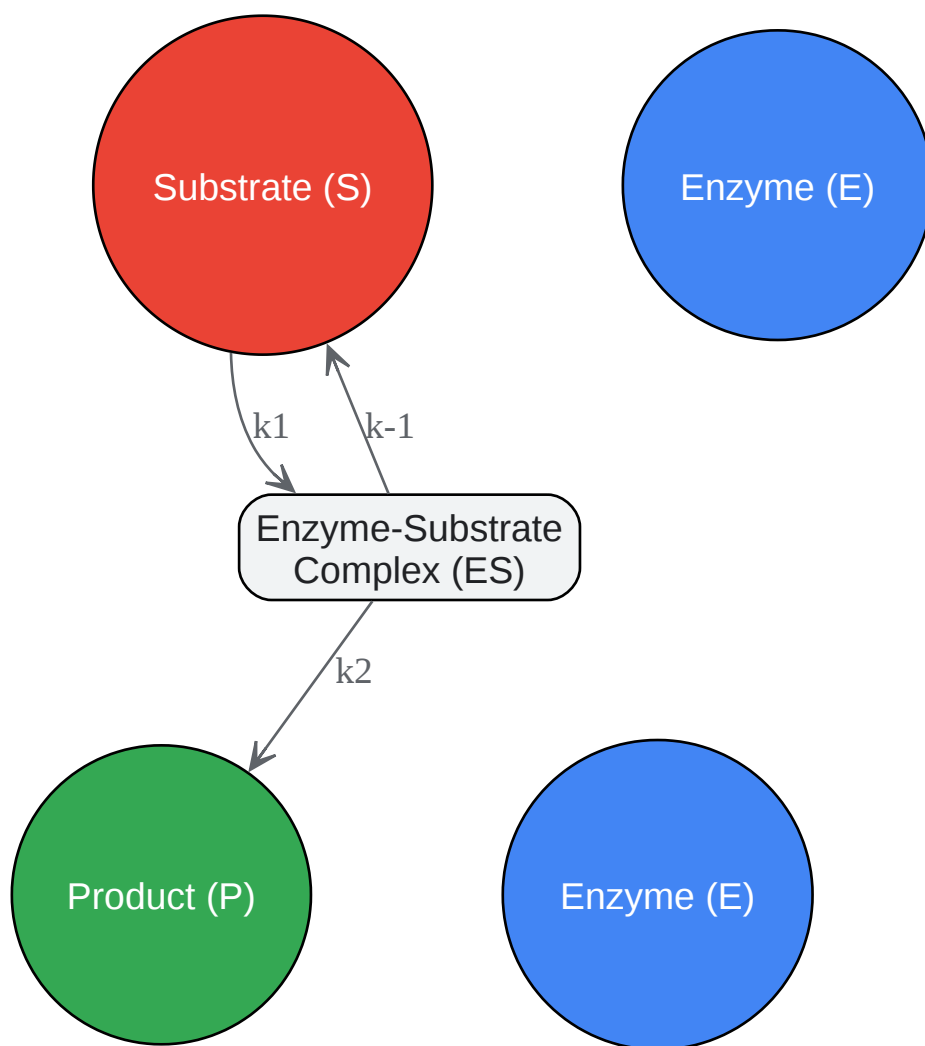 Substrate (S)
Enzyme (E)
k1
k-1
Enzyme-Substrate
Complex (ES)
k2
Product (P)
Enzyme (E)